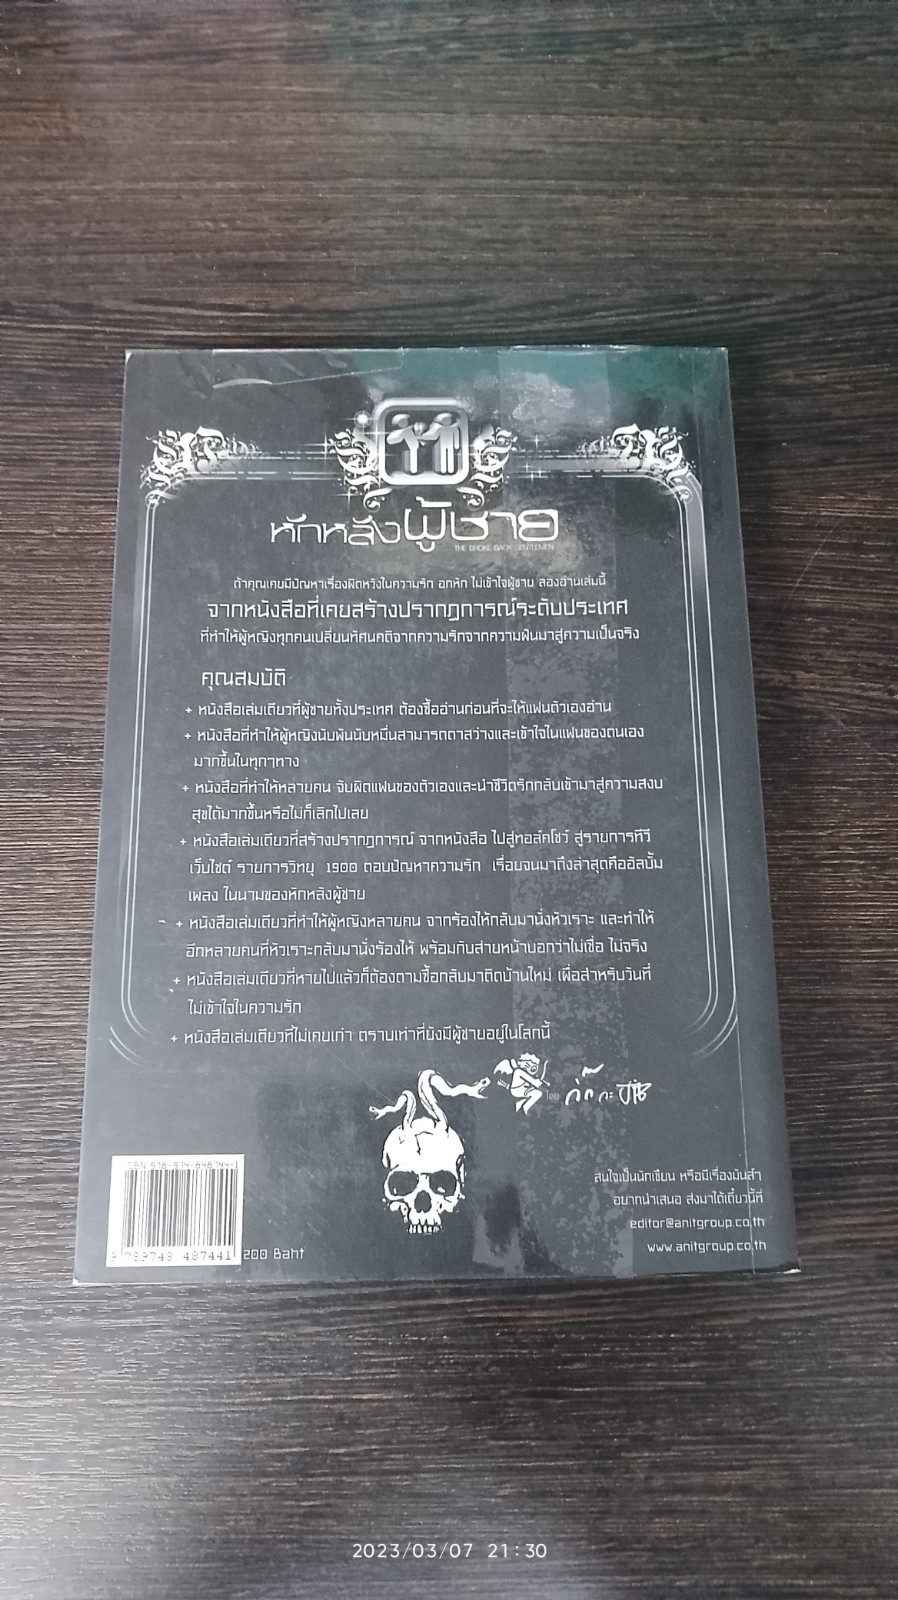 หักหลังผู้ชาย
THE BROKE BACK GENTLEMEN
ถ้าคุณเคยมีปัญหาเรื่องผิดหวังในความรัก อกหัก ไม่เข้าใจผู้ชาย ลองอ่านเล่มนี้
จากหนังสือที่เคยสร้างปรากฏการณ์ระดับประเทศ
ที่ทำให้ผู้หญิงทุกคนเปลี่ยนทัศนคติจากความรักจากความฝันมาสู่ความเป็นจริง
คุณสมบัติ
+ หนังสือเล่มเดียวที่ผู้ชายทั้งประเทศ ต้องซื้ออ่านก่อนที่จะให้แฟนตัวเองอ่าน
+ หนังสือที่ทำให้ผู้หญิงนับพันนับหมื่นสามารถตาสว่างและเข้าใจในแฟนของตนเอง
มากขึ้นในทุกๆทาง
+ หนังสือที่ทำให้หลายคน จับผิดแฟนของตัวเองและนำชีวิตรักกลับเข้ามาสู่ความสงบ
สุขได้มากขึ้นหรือไม่ก็เลิกไปเลย
+ หนังสือเล่มเดียวที่สร้างปรากฏการณ์ จากหนังสือ ไปสู่ทอล์คโชว์ สู่รายการทีวี
เว็บไซต์ รายการวิทยุ 1900 ตอบปัญหาความรัก เรื่อยจนมาถึงล่าสุดคืออัลบั้ม
เพลง ในนามของหักหลังผู้ชาย
+ หนังสือเล่มเดียวที่ทำให้ผู้หญิงหลายคน จากร้องไห้กลับมานั่งหัวเราะ และทำให้
อีกหลายคนที่หัวเราะกลับมานั่งร้องไห้ พร้อมกับส่ายหน้าบอกว่าไม่เชื่อ ไม่จริง
+ หนังสือเล่มเดียวที่หายไปแล้วก็ต้องตามซื้อกลับมาติดบ้านใหม่ เผื่อสำหรับวันที่
ไม่เข้าใจในความรัก
+ หนังสือเล่มเดียวที่ไม่เคยเก่า ตราบเท่าที่ยังมีผู้ชายอยู่ในโลกนี้
โดย
สนใจเป็นนักเขียน หรือมีเรื่องมันส์ๆ
อยากนำเสนอ ส่งมาได้เดี๋ยวนี้ที่
editor@anitgroup.co.th
www.anitgroup.co.th
ISBN 978-974-848744-1
9 789748 487441
200 Baht
2023/03/07 21:30